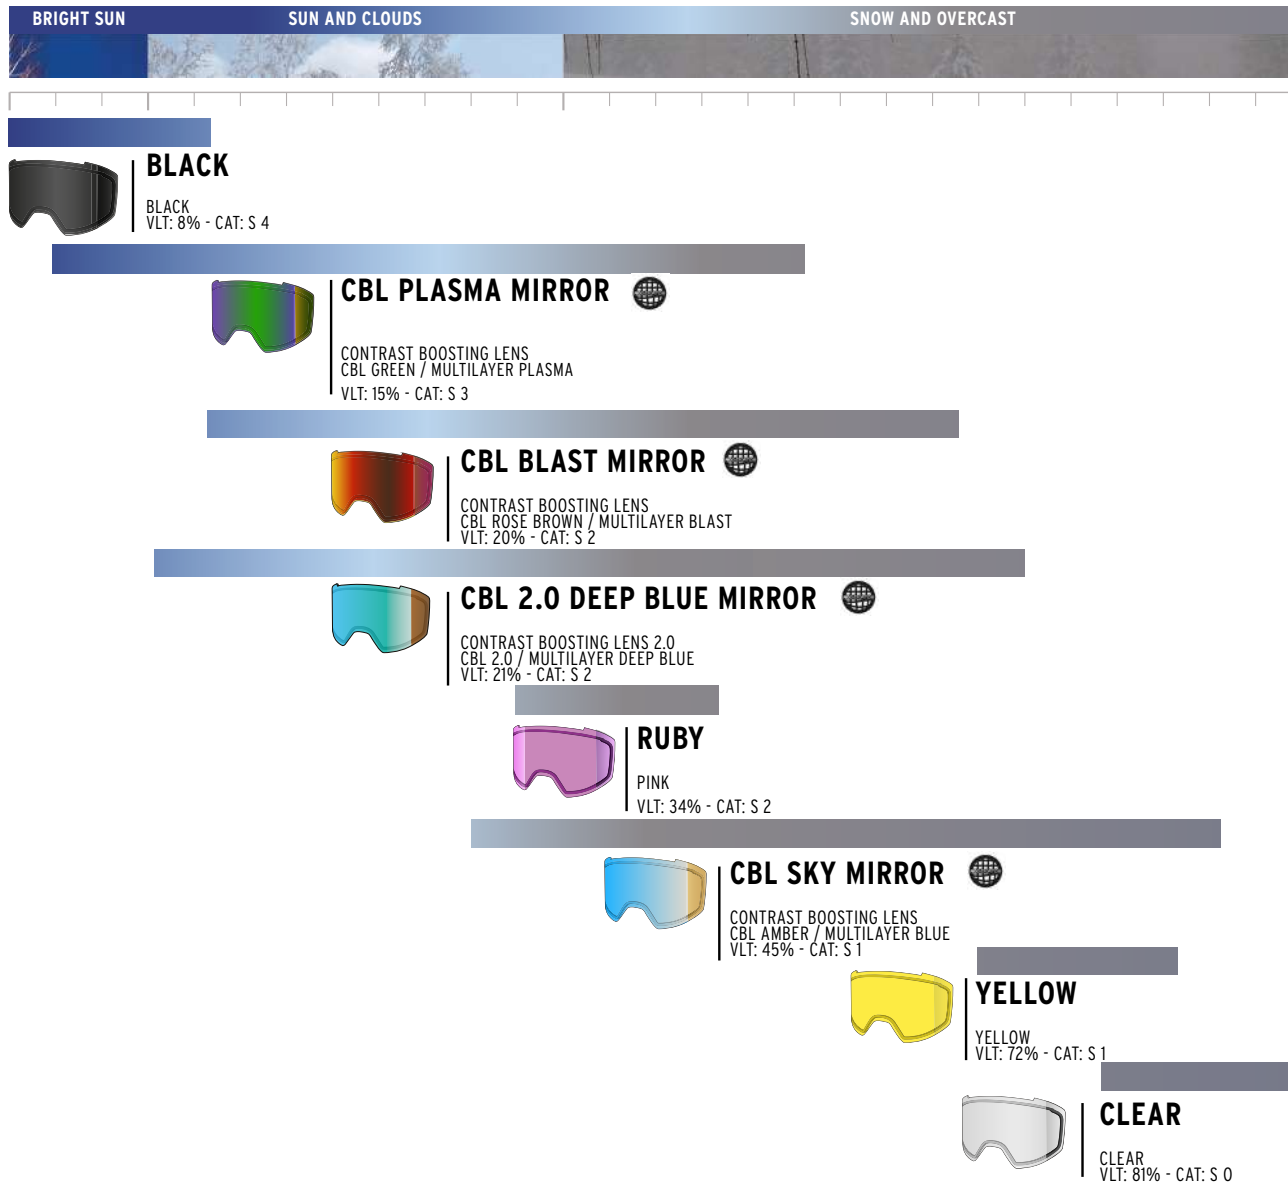 BRIGHT SUN
SUN AND CLOUDS
SNOW AND OVERCAST
BLACK
BLACK
VLT: 8% - CAT: S 4
CBL PLASMA MIRROR
CONTRAST BOOSTING LENS
CBL GREEN / MULTILAYER PLASMA
VLT: 15% - CAT: S 3
CBL BLAST MIRROR
CONTRAST BOOSTING LENS
CBL ROSE BROWN / MULTILAYER BLAST
VLT: 20% - CAT: S 2
CBL 2.0 DEEP BLUE MIRROR
CONTRAST BOOSTING LENS 2.0
CBL 2.0 / MULTILAYER DEEP BLUE
VLT: 21% - CAT: S 2
RUBY
PINK
VLT: 34% - CAT: S 2
CBL SKY MIRROR
CONTRAST BOOSTING LENS
CBL AMBER / MULTILAYER BLUE
VLT: 45% - CAT: S 1
YELLOW
YELLOW
VLT: 72% - CAT: S 1
CLEAR
CLEAR
VLT: 81% - CAT: S 0